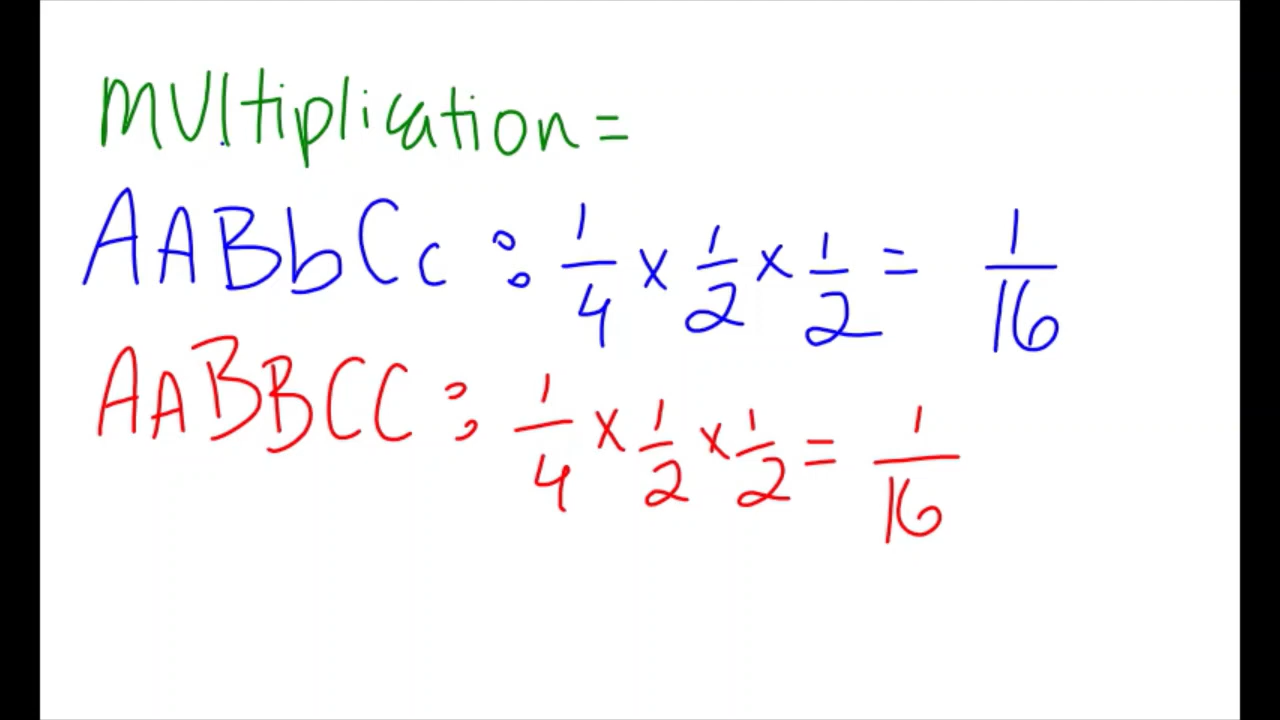 Multiplication =
AABbCc : 1/4 x 1/2 x 1/2 = 1/16
AABBCC : 1/4 x 1/2 x 1/2 = 1/16